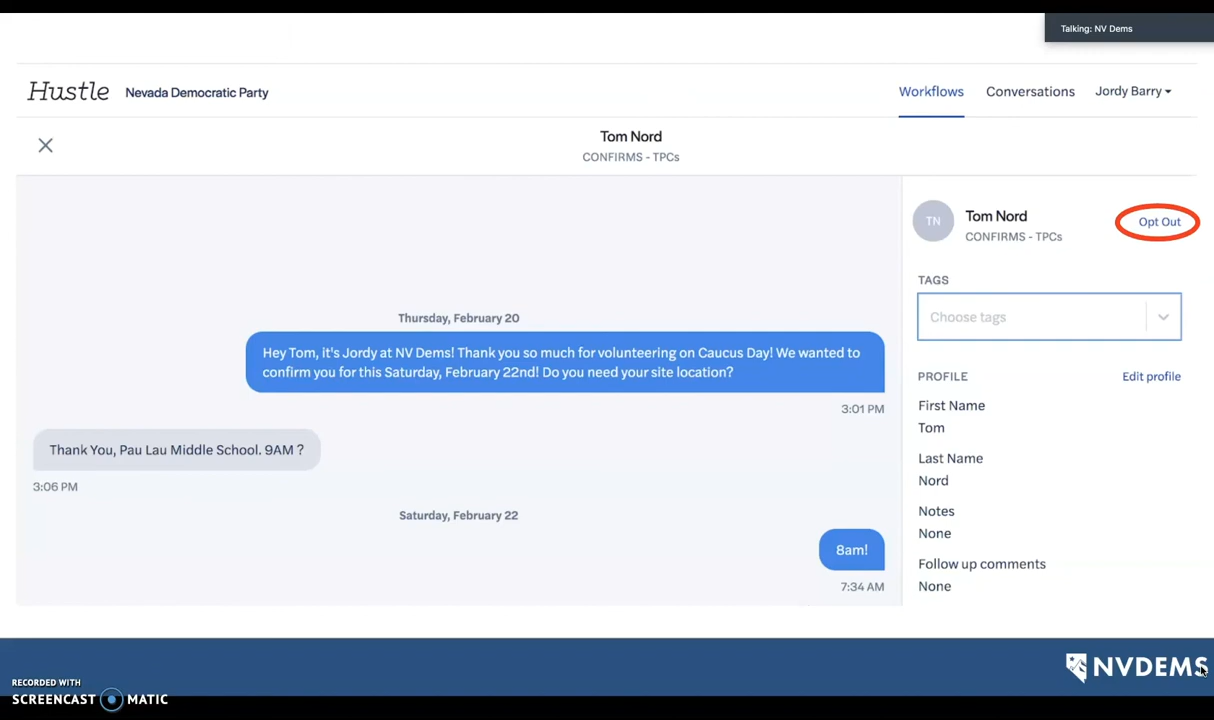 Talking: NV Dems
Hustle
Nevada Democratic Party
Workflows
Conversations
Jordy Barry
Tom Nord
CONFIRMS - TPCs
Thursday, February 20
Hey Tom, it's Jordy at NV Dems! Thank you so much for volunteering on Caucus Day! We wanted to
confirm you for this Saturday, February 22nd! Do you need your site location?
3:01 PM
Thank You, Pau Lau Middle School. 9AM ?
3:06 PM
Saturday, February 22
8am!
7:34 AM
TN
Tom Nord
CONFIRMS - TPCs
Opt Out
TAGS
Choose tags
PROFILE
Edit profile
First Name
Tom
Last Name
Nord
Notes
None
Follow up comments
None
NVDEMS
RECORDED WITH
SCREENCAST MATIC